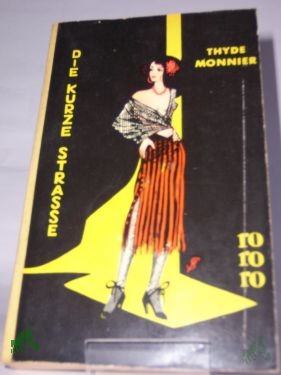 THYDE
MONNIER
DIE KURZE STRASSE
ro
ro
ro